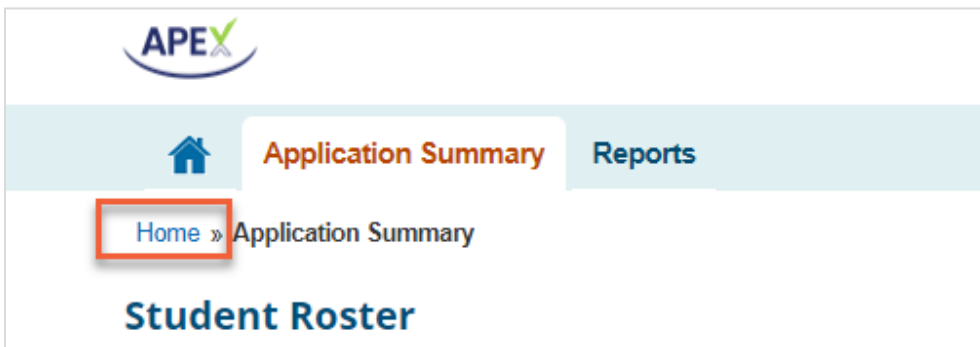 APEX
Application Summary Reports
Home » Application Summary
Student Roster